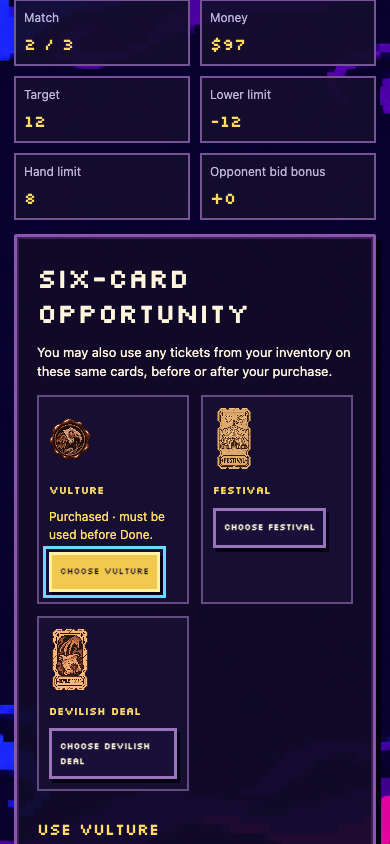 Match
2 / 3
Money
$97
Target
12
Lower limit
-12
Hand limit
8
Opponent bid bonus
+0
SIX-CARD
OPPORTUNITY
You may also use any tickets from your inventory on
these same cards, before or after your purchase.
VULTURE
Purchased · must be
used before Done.
CHOOSE VULTURE
FESTIVAL
FESTIVAL
CHOOSE FESTIVAL
DEVILISH DEAL
CHOOSE DEVILISH
DEAL
USE VULTURE